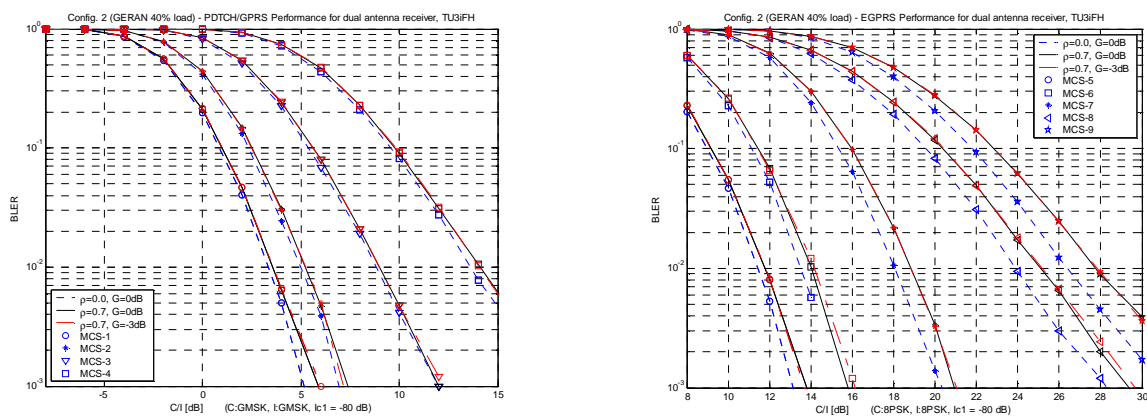 Config. 2 (GERAN 40% load) - PDTCH/GPRS Performance for dual antenna receiver, TU3iFH
10^0
10^-1
10^-2
10^-3
BLER
ρ=0.0, G=0dB
ρ=0.7, G=0dB
ρ=0.7, G=-3dB
MCS-1
MCS-2
MCS-3
MCS-4
-5 0 5 10 15
C/I [dB] (C:GMSK, I:GMSK, Ic1 = -80 dB)
Config. 2 (GERAN 40% load) - EGPRS Performance for dual antenna receiver, TU3iFH
10^0
10^-1
10^-2
10^-3
BLER
ρ=0.0, G=0dB
ρ=0.7, G=0dB
ρ=0.7, G=-3dB
MCS-5
MCS-6
MCS-7
MCS-8
MCS-9
8 10 12 14 16 18 20 22 24 26 28 30
C/I [dB] (C:8PSK, I:8PSK, Ic1 = -80 dB)